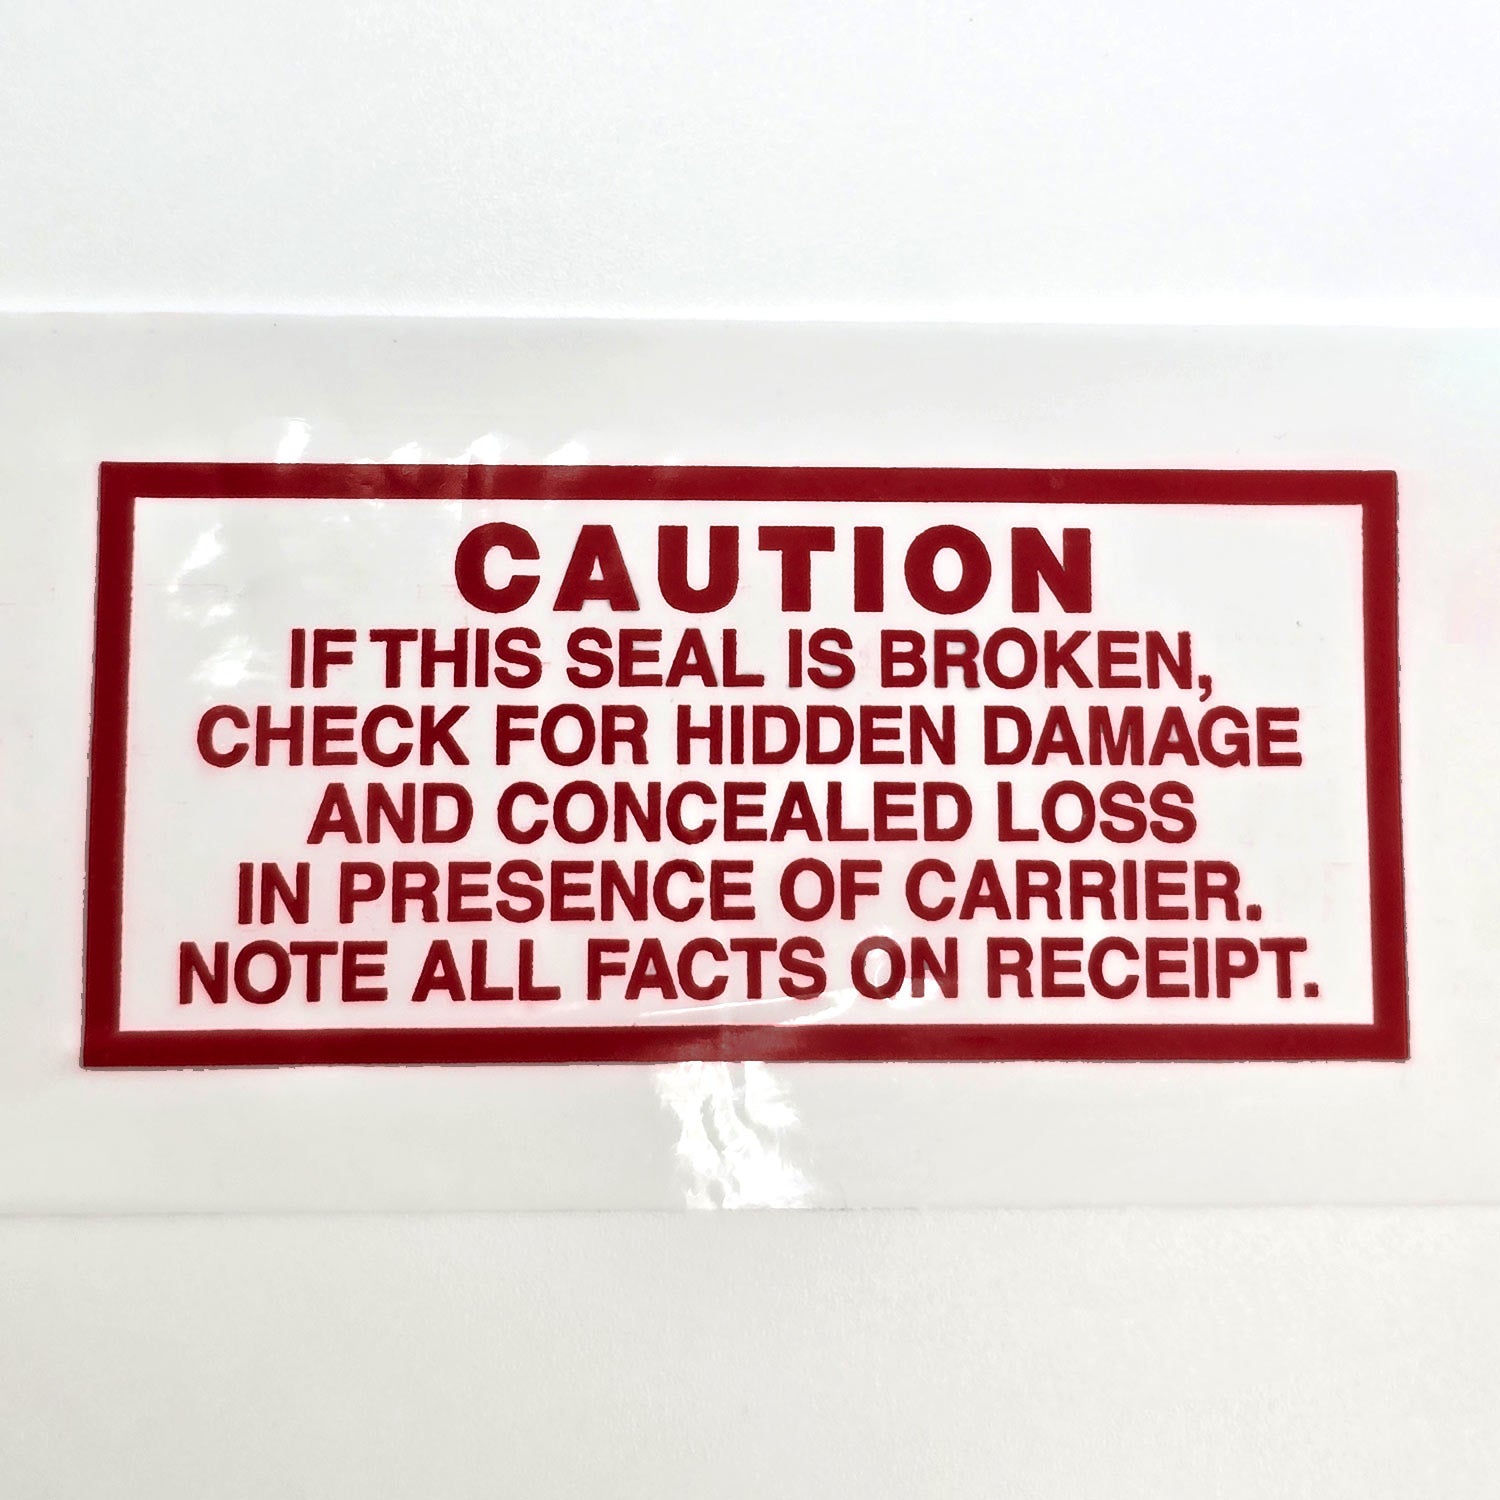 CAUTION
IF THIS SEAL IS BROKEN,
CHECK FOR HIDDEN DAMAGE
AND CONCEALED LOSS
IN PRESENCE OF CARRIER.
NOTE ALL FACTS ON RECEIPT.